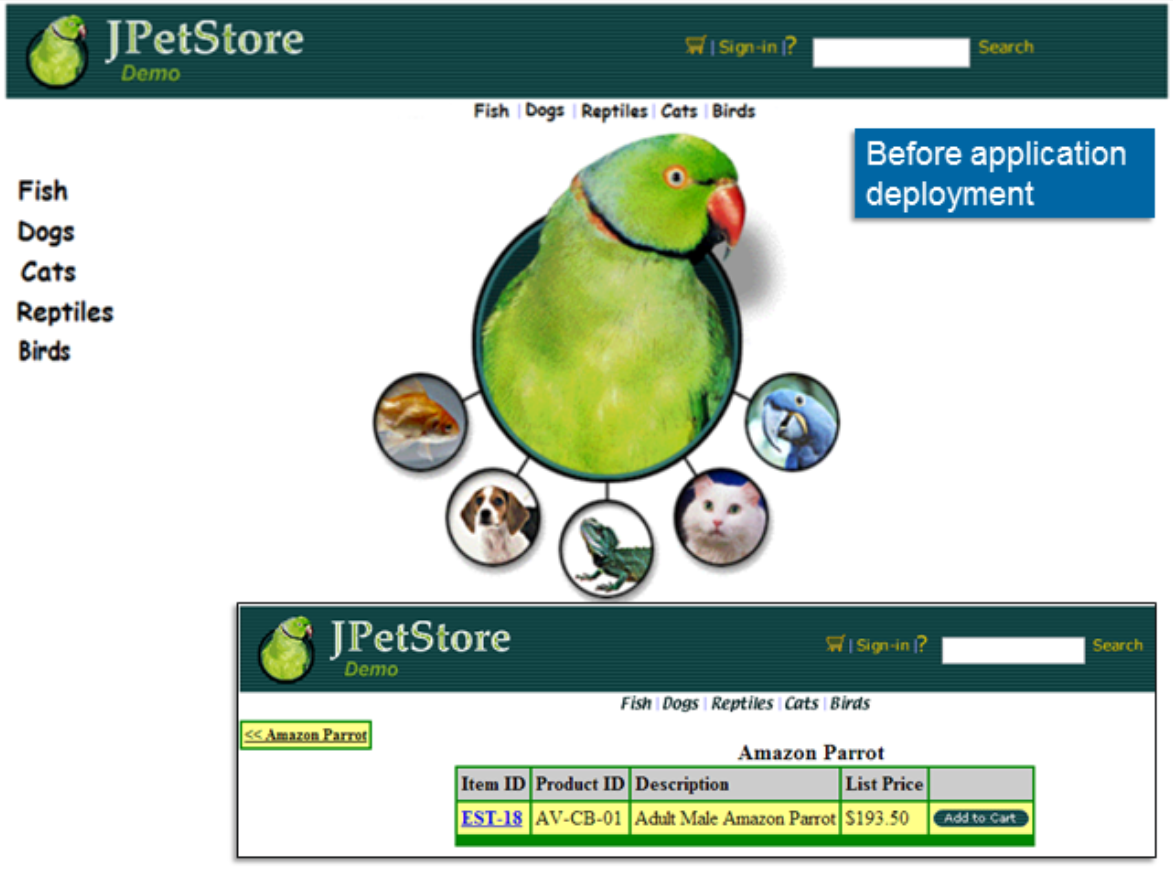 JPetStore
Demo
| Sign-in |? Search
Fish | Dogs | Reptiles | Cats | Birds
Before application
deployment
Fish
Dogs
Cats
Reptiles
Birds
JPetStore
Demo
| Sign-in |? Search
Fish | Dogs | Reptiles | Cats | Birds
<< Amazon Parrot
Amazon Parrot
Item ID Product ID Description List Price
EST-18 AV-CB-01 Adult Male Amazon Parrot $193.50 Add to Cart